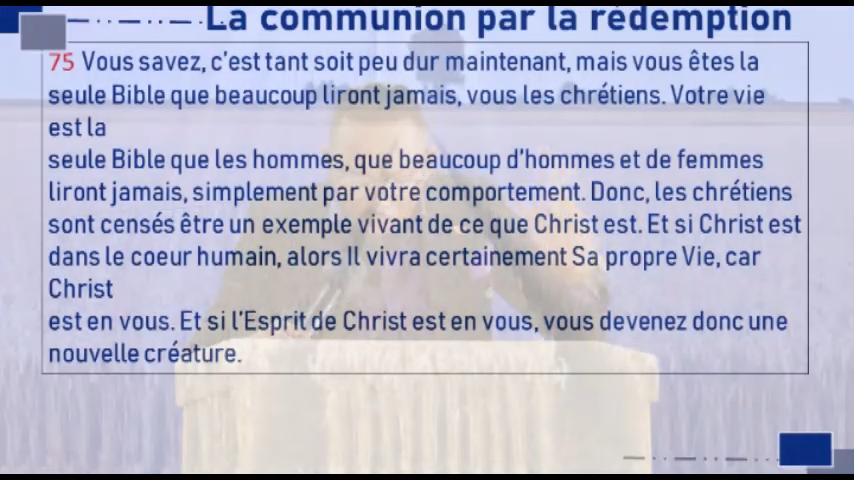 La communion par la rédemption
75 Vous savez, c'est tant soit peu dur maintenant, mais vous êtes la
seule Bible que beaucoup liront jamais, vous les chrétiens. Votre vie
est la
seule Bible que les hommes, que beaucoup d'hommes et de femmes
liront jamais, simplement par votre comportement. Donc, les chrétiens
sont censés être un exemple vivant de ce que Christ est. Et si Christ est
dans le coeur humain, alors Il vivra certainement Sa propre Vie, car
Christ
est en vous. Et si l'Esprit de Christ est en vous, vous devenez donc une
nouvelle créature.